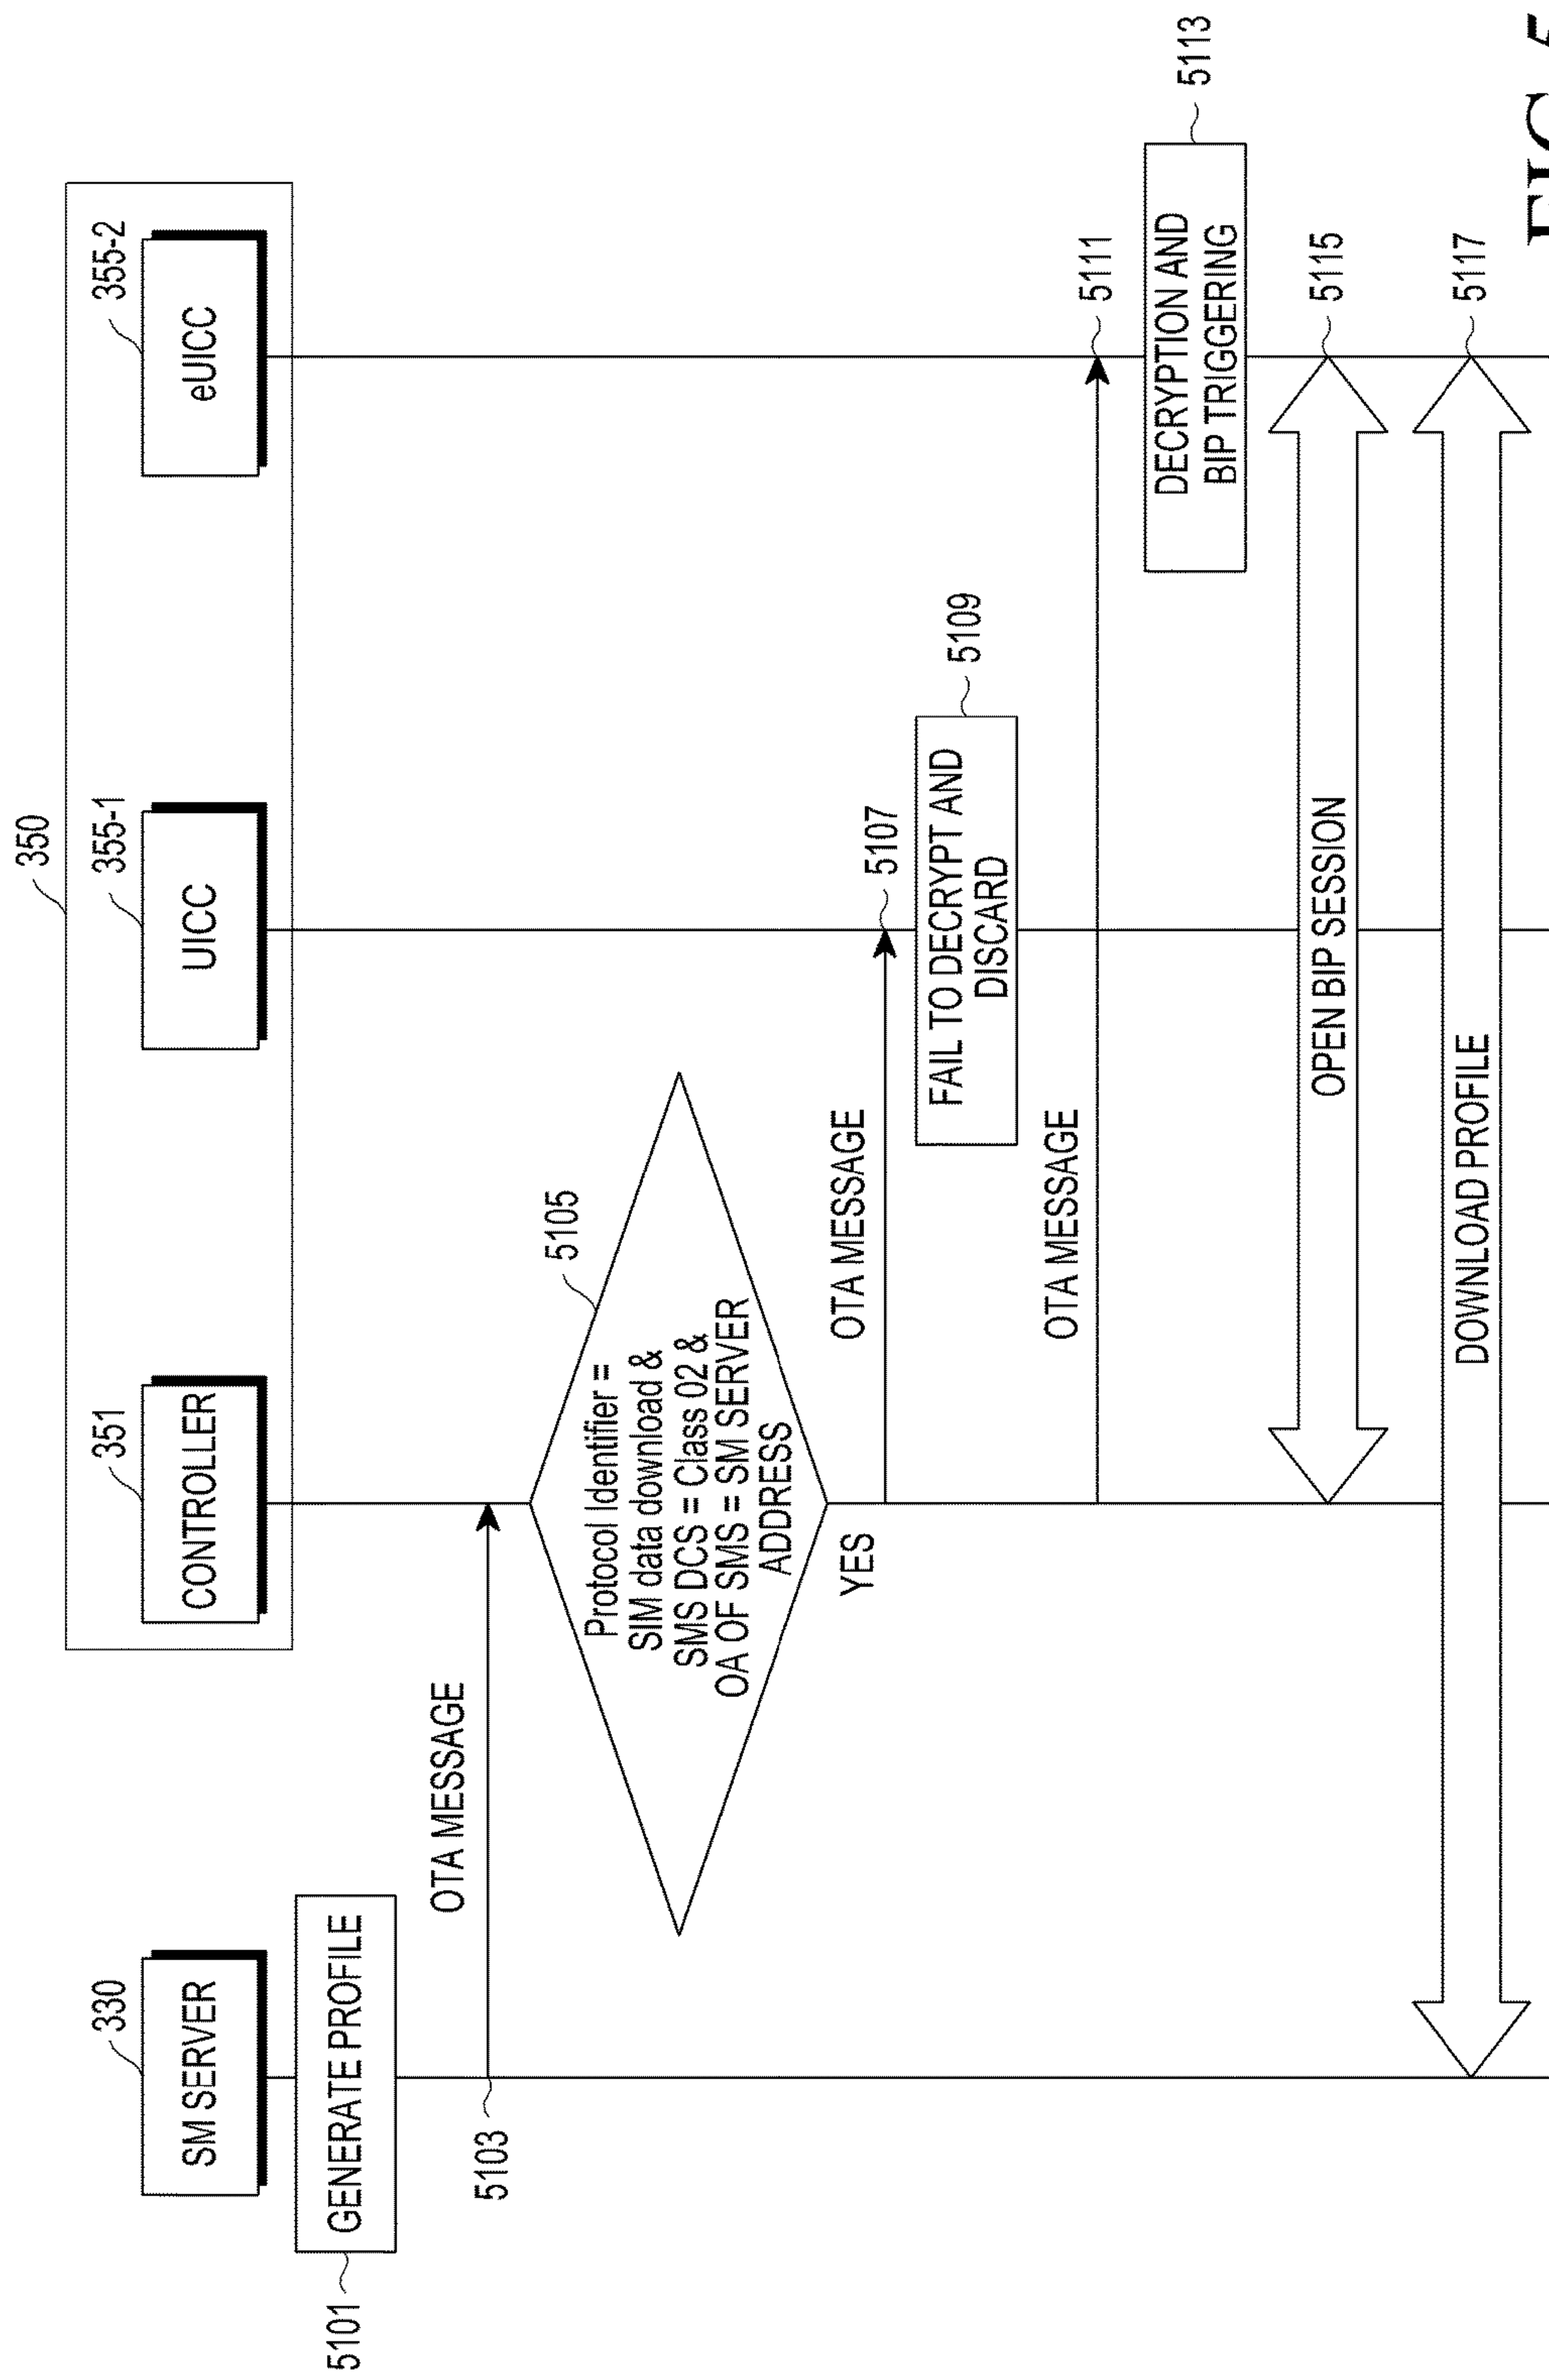 350
330
351
355-1
355-2
SM SERVER
CONTROLLER
UICC
eUICC
5101
GENERATE PROFILE
OTA MESSAGE
5103
5105
Protocol Identifier =
SIM data download &
SMS DCS = Class 02 &
OA OF SMS = SM SERVER
ADDRESS
YES
OTA MESSAGE
5107
FAIL TO DECRYPT AND
DISCARD
5109
OTA MESSAGE
5111
DECRYPTION AND
BIP TRIGGERING
5113
OPEN BIP SESSION
5115
DOWNLOAD PROFILE
5117